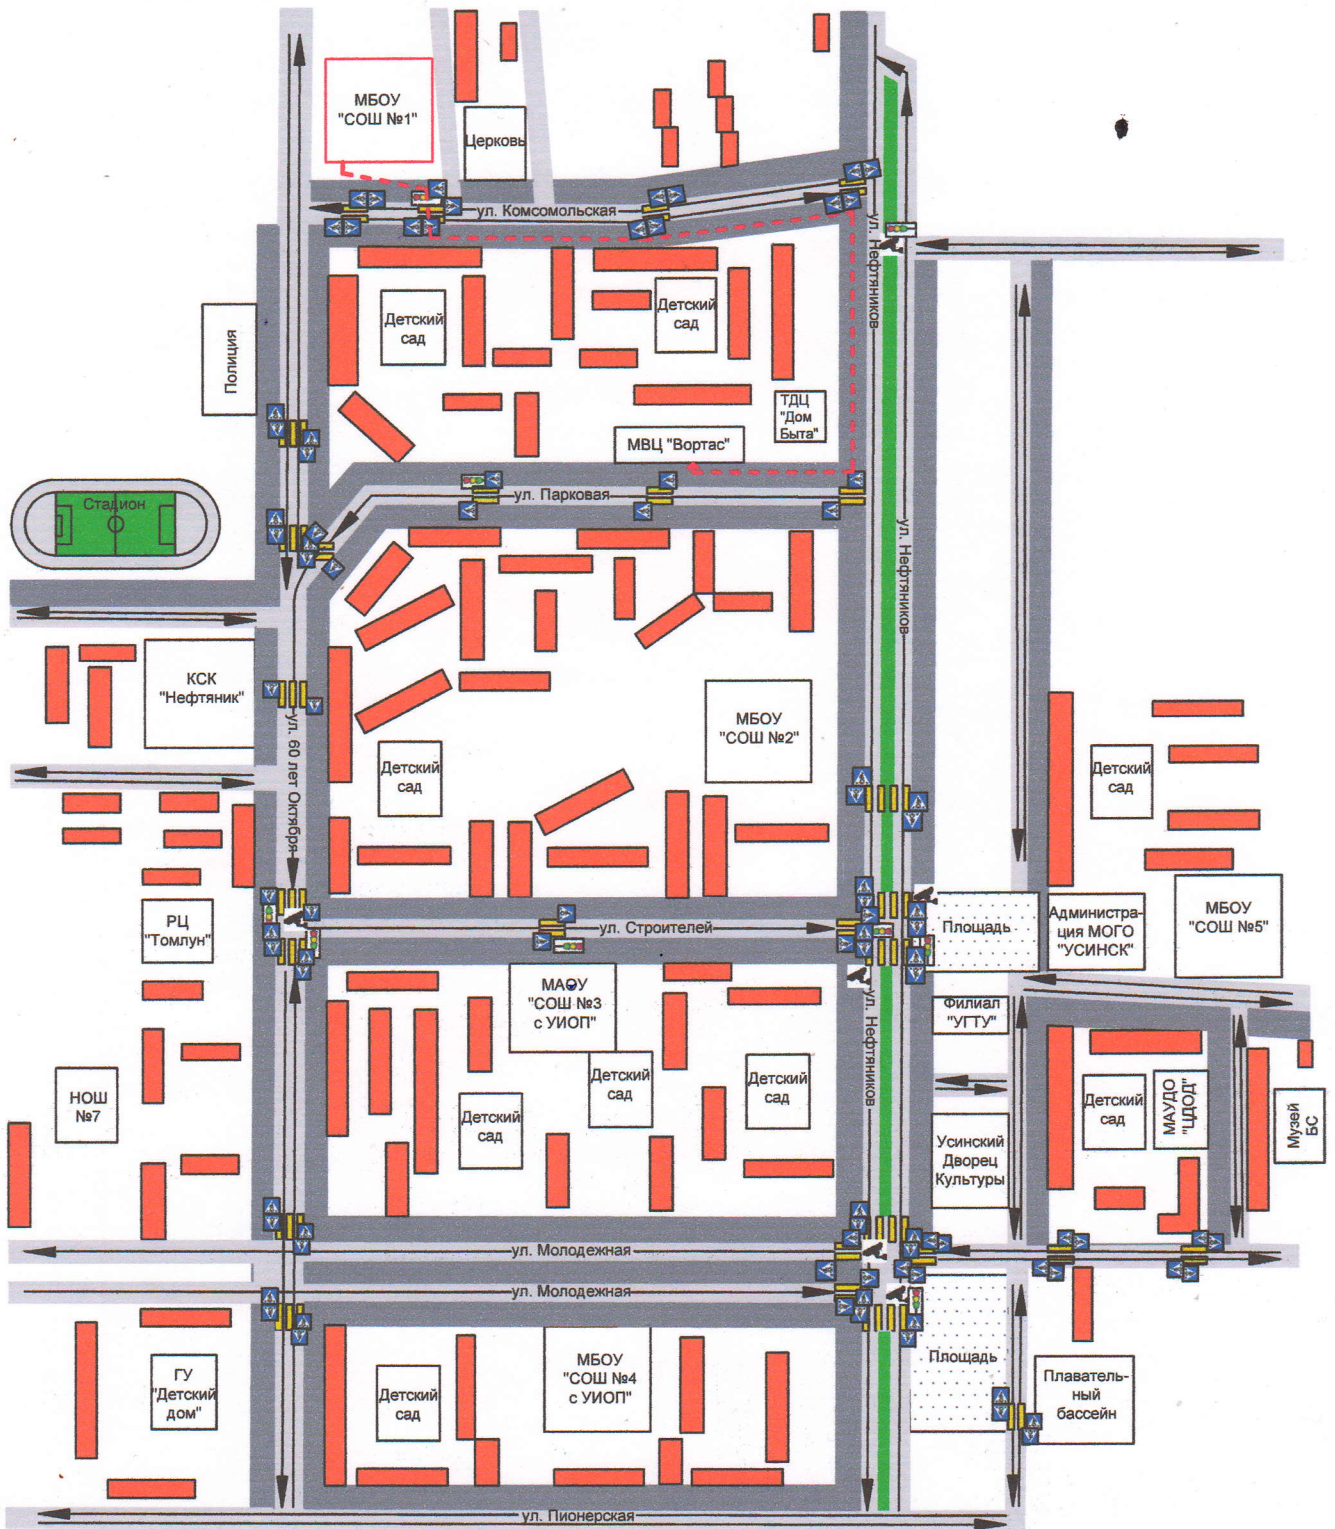 МБОУ
"СОШ №1"
Церковь
ул. Комсомольская
ул. Нефтяников
Детский
сад
Детский
сад
Полиция
ТДЦ
"Дом
Быта"
МВЦ "Вортас"
Стадион
ул. Парковая
ул. Нефтяников
КСК
"Нефтяник"
МБОУ
"СОШ №2"
ул. 60 лет Октября
Детский
сад
Детский
сад
РЦ
"Томлун"
ул. Строителей
Площадь
Администра-
ция МОГО
"УСИНСК"
МБОУ
"СОШ №5"
МАОУ
"СОШ №3
с УИОП"
ул. Нефтяников
Филиал
"УГТУ"
НОШ
№7
Детский
сад
Детский
сад
Детский
сад
Детский
сад
МАУДО
"ЦДОД"
Музей
БС
Усинский
Дворец
Культуры
ул. Молодежная
ул. Молодежная
ГУ
"Детский
дом"
Детский
сад
МБОУ
"СОШ №4
с УИОП"
Площадь
Плаватель-
ный
бассейн
ул. Пионерская